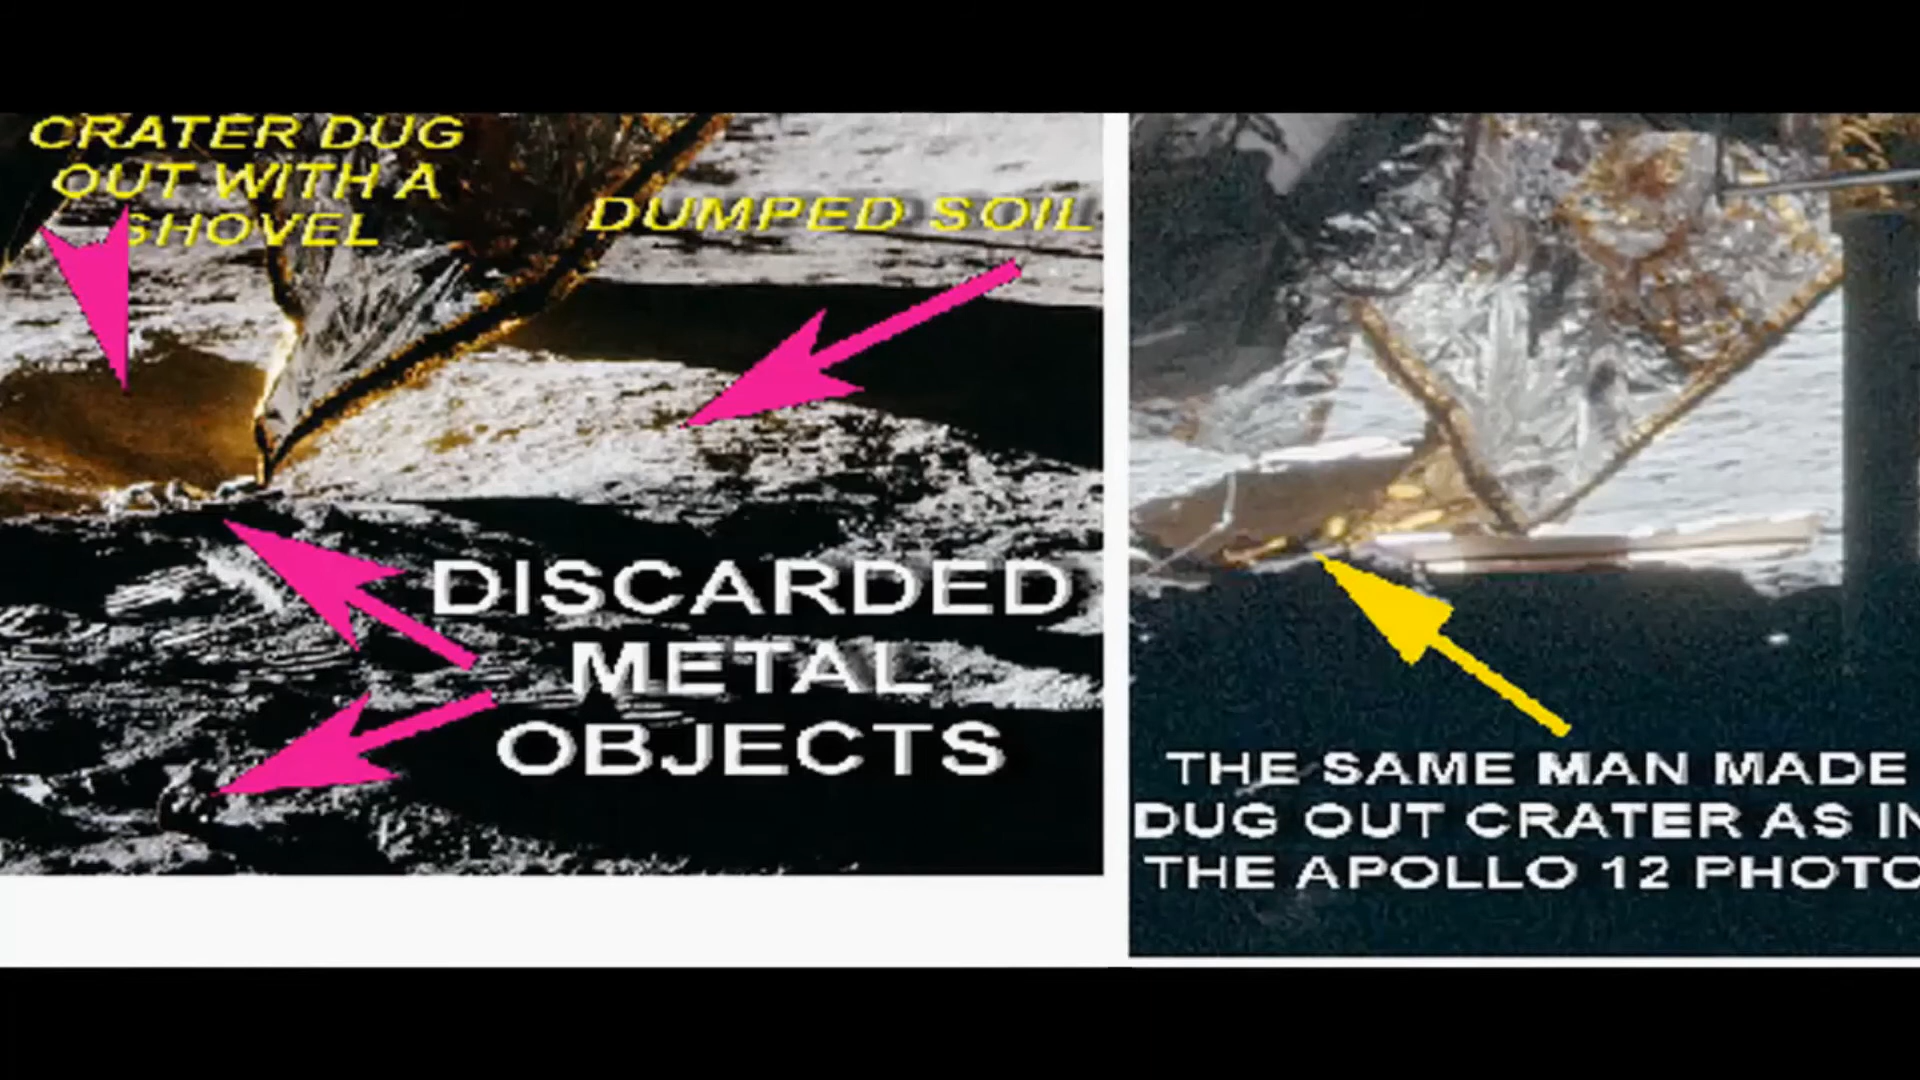 CRATER DUG
OUT WITH A
SHOVEL
DUMPED SOIL
DISCARDED
METAL
OBJECTS
THE SAME MAN MADE
DUG OUT CRATER AS IN
THE APOLLO 12 PHOTO